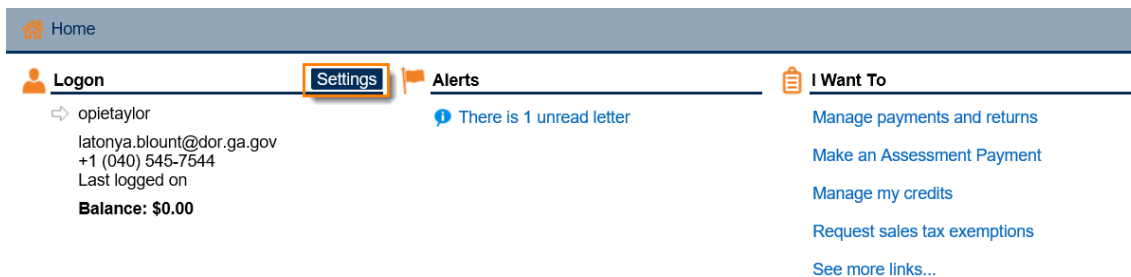 Home
Logon
Settings
opietaylor
latonya.blount@dor.ga.gov
+1 (040) 545-7544
Last logged on
Balance: $0.00
Alerts
There is 1 unread letter
I Want To
Manage payments and returns
Make an Assessment Payment
Manage my credits
Request sales tax exemptions
See more links...